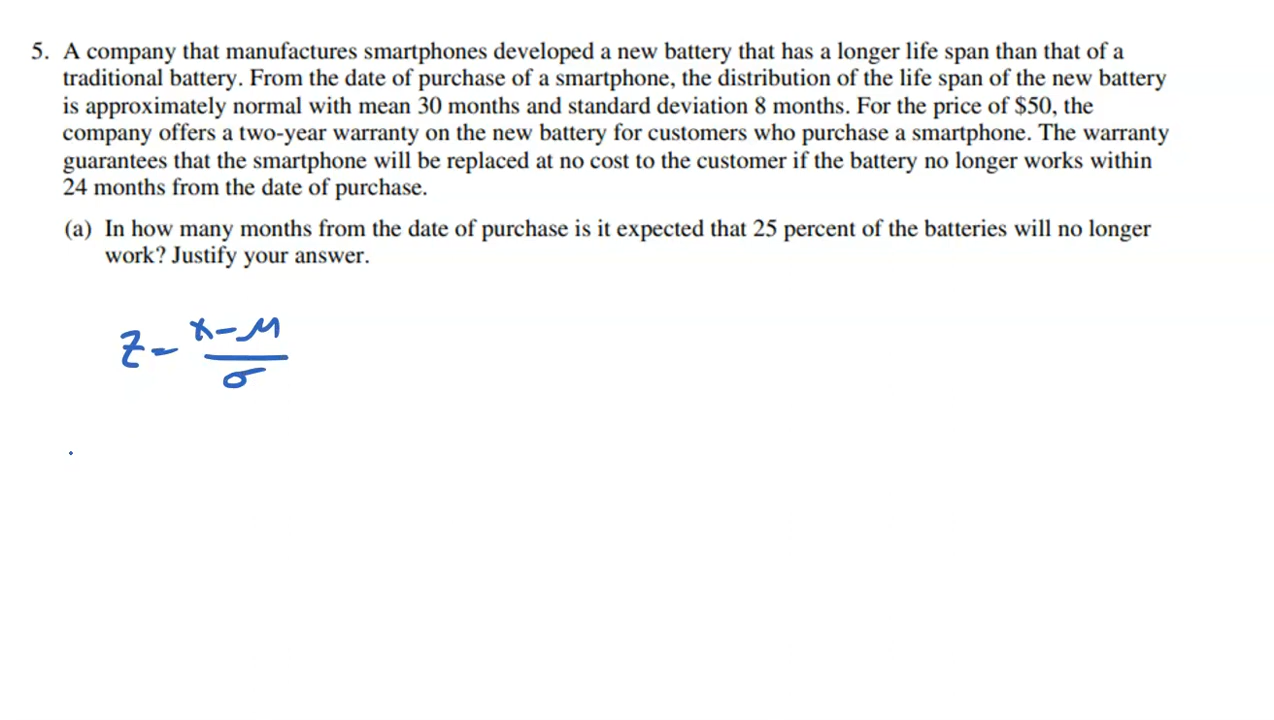 5. A company that manufactures smartphones developed a new battery that has a longer life span than that of a
traditional battery. From the date of purchase of a smartphone, the distribution of the life span of the new battery
is approximately normal with mean 30 months and standard deviation 8 months. For the price of $50, the
company offers a two-year warranty on the new battery for customers who purchase a smartphone. The warranty
guarantees that the smartphone will be replaced at no cost to the customer if the battery no longer works within
24 months from the date of purchase.
(a) In how many months from the date of purchase is it expected that 25 percent of the batteries will no longer
work? Justify your answer.
z = x - μ
σ